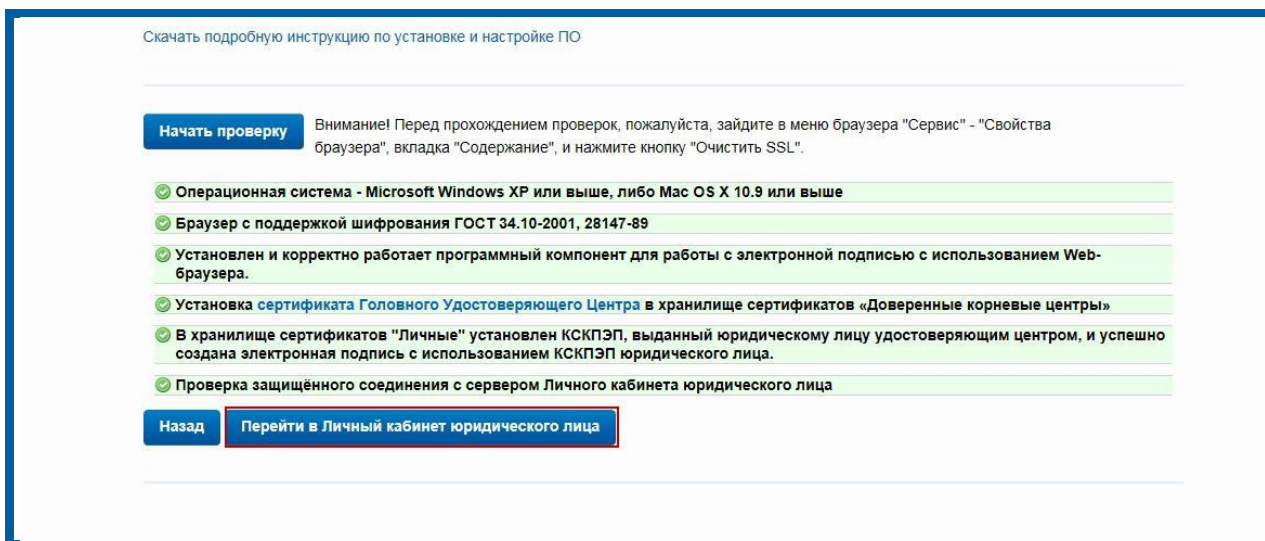 Скачать подробную инструкцию по установке и настройке ПО
Начать проверку
Внимание! Перед прохождением проверок, пожалуйста, зайдите в меню браузера "Сервис" - "Свойства
браузера", вкладка "Содержание", и нажмите кнопку "Очистить SSL".
Операционная система - Microsoft Windows XP или выше, либо Mac OS X 10.9 или выше
Браузер с поддержкой шифрования ГОСТ 34.10-2001, 28147-89
Установлен и корректно работает программный компонент для работы с электронной подписью с использованием Web-
браузера.
Установка сертификата Головного Удостоверяющего Центра в хранилище сертификатов «Доверенные корневые центры»
В хранилище сертификатов "Личные" установлен КСКПЭП, выданный юридическому лицу удостоверяющим центром, и успешно
создана электронная подпись с использованием КСКПЭП юридического лица.
Проверка защищённого соединения с сервером Личного кабинета юридического лица
Назад
Перейти в Личный кабинет юридического лица